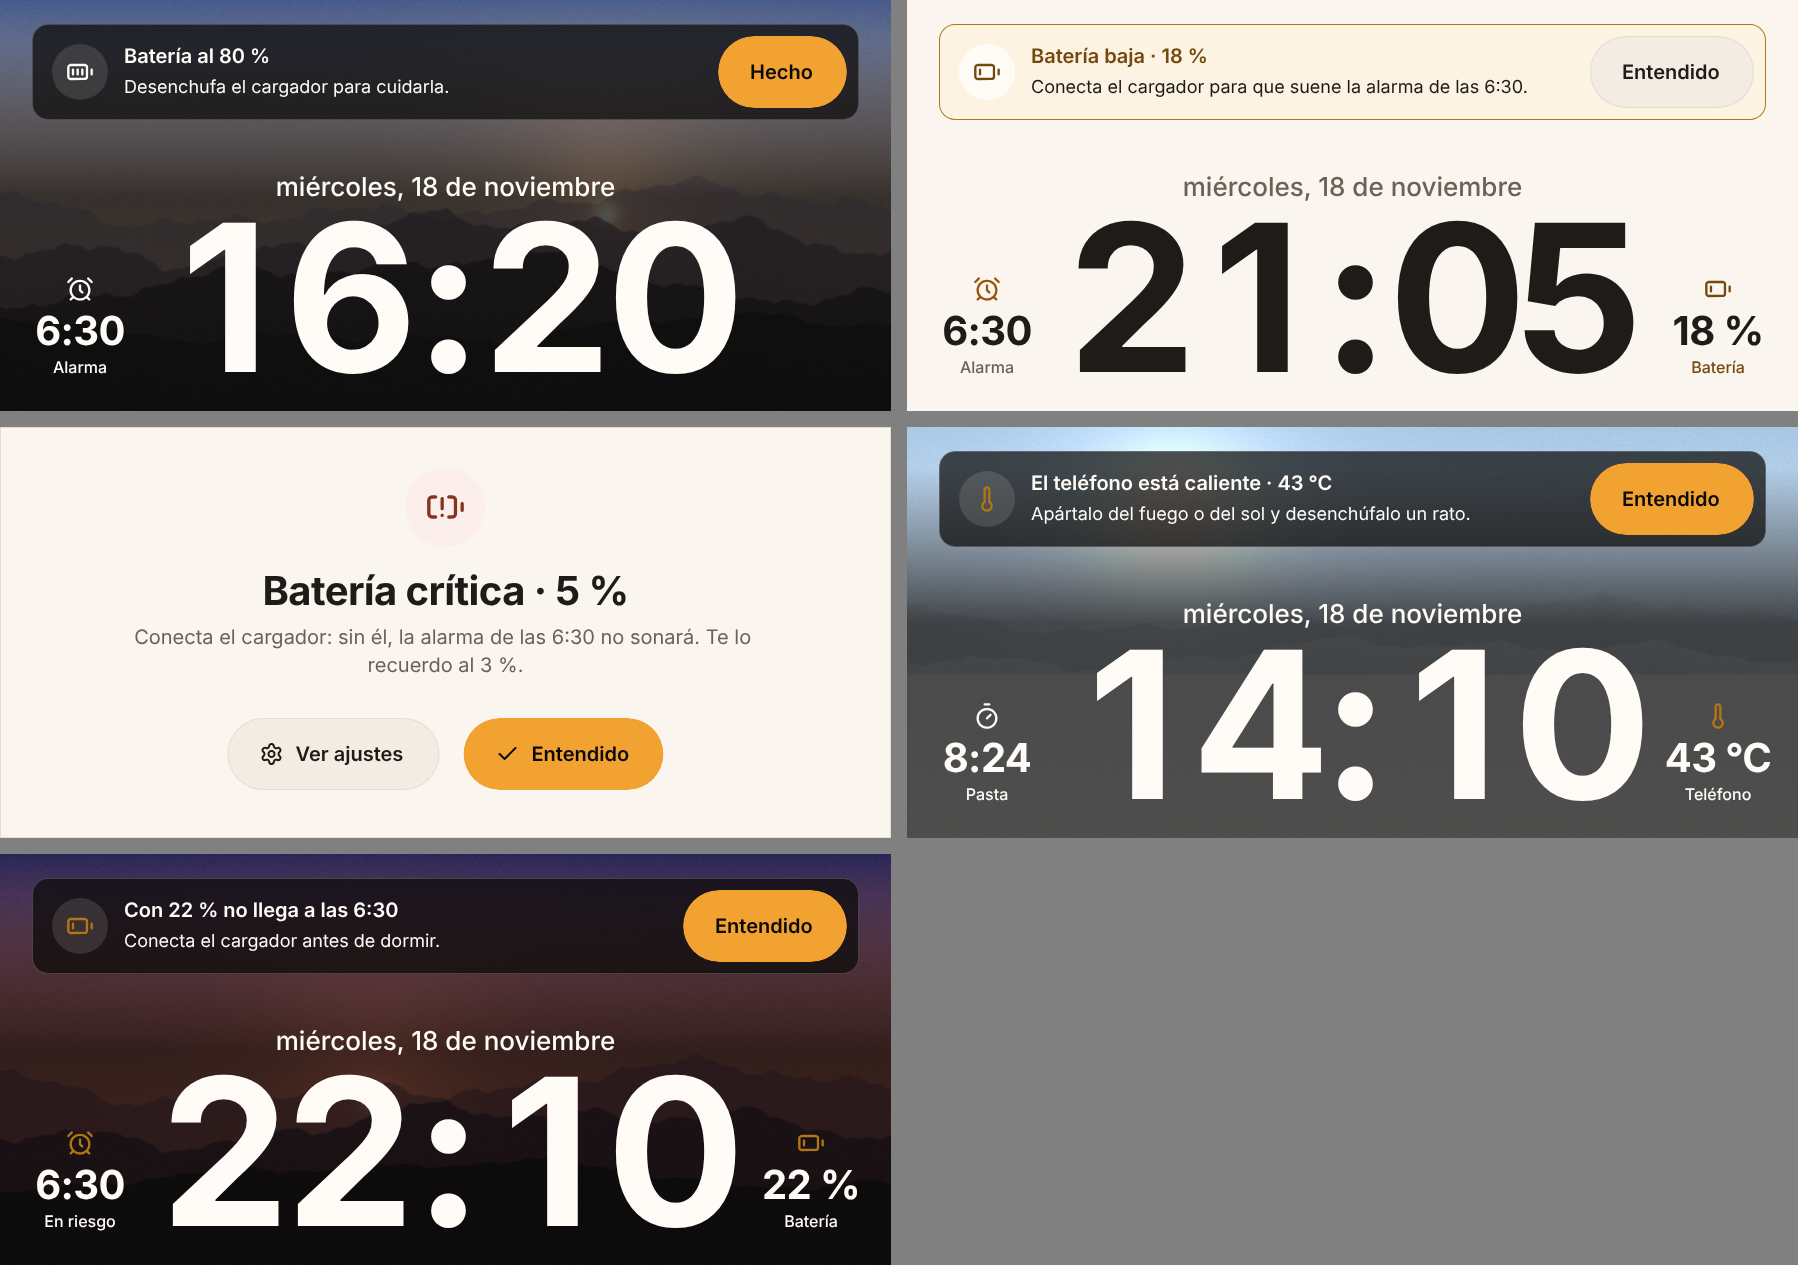 Batería al 80 %
Desenchufa el cargador para cuidarla.
Hecho
miércoles, 18 de noviembre
16:20
6:30
Alarma
Batería baja · 18 %
Conecta el cargador para que suene la alarma de las 6:30.
Entendido
miércoles, 18 de noviembre
21:05
6:30
Alarma
18 %
Batería
Batería crítica · 5 %
Conecta el cargador: sin él, la alarma de las 6:30 no sonará. Te lo
recuerdo al 3 %.
Ver ajustes
Entendido
El teléfono está caliente · 43 °C
Apártalo del fuego o del sol y desenchúfalo un rato.
Entendido
miércoles, 18 de noviembre
14:10
8:24
Pasta
43 °C
Teléfono
Con 22 % no llega a las 6:30
Conecta el cargador antes de dormir.
Entendido
miércoles, 18 de noviembre
22:10
6:30
En riesgo
22 %
Batería